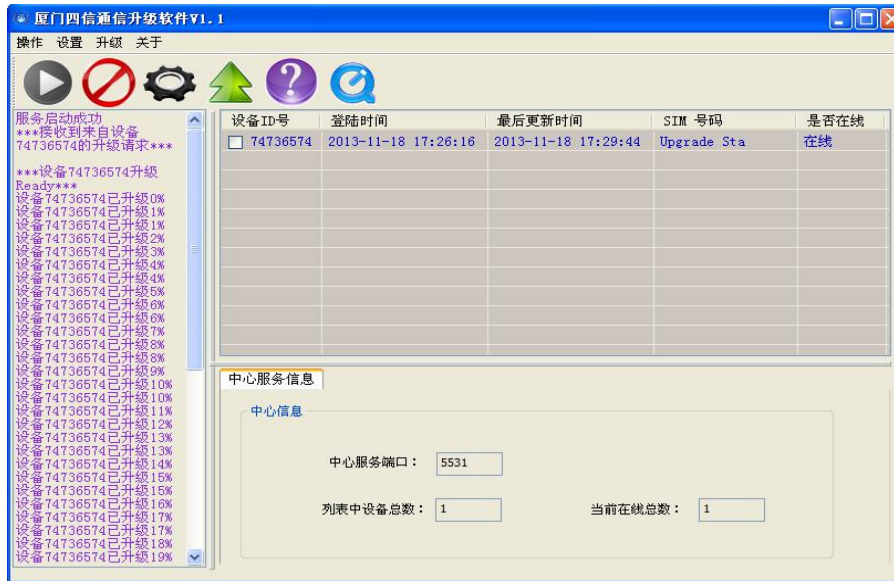 厦门四信通信升级软件V1.1
操作 设置 升级 关于
服务启动成功
***接收到来自设备
74736574的升级请求***
***设备74736574升级
Ready***
设备74736574已升级0%
设备74736574已升级1%
设备74736574已升级1%
设备74736574已升级2%
设备74736574已升级3%
设备74736574已升级4%
设备74736574已升级4%
设备74736574已升级5%
设备74736574已升级6%
设备74736574已升级6%
设备74736574已升级7%
设备74736574已升级8%
设备74736574已升级8%
设备74736574已升级9%
设备74736574已升级10%
设备74736574已升级10%
设备74736574已升级11%
设备74736574已升级12%
设备74736574已升级13%
设备74736574已升级13%
设备74736574已升级14%
设备74736574已升级15%
设备74736574已升级15%
设备74736574已升级16%
设备74736574已升级17%
设备74736574已升级17%
设备74736574已升级18%
设备74736574已升级19%
设备ID号 登陆时间 最后更新时间 SIM 号码 是否在线
74736574 2013-11-18 17:26:16 2013-11-18 17:29:44 Upgrade Sta 在线
中心服务信息
中心信息
中心服务端口： 5531
列表中设备总数： 1 当前在线总数： 1